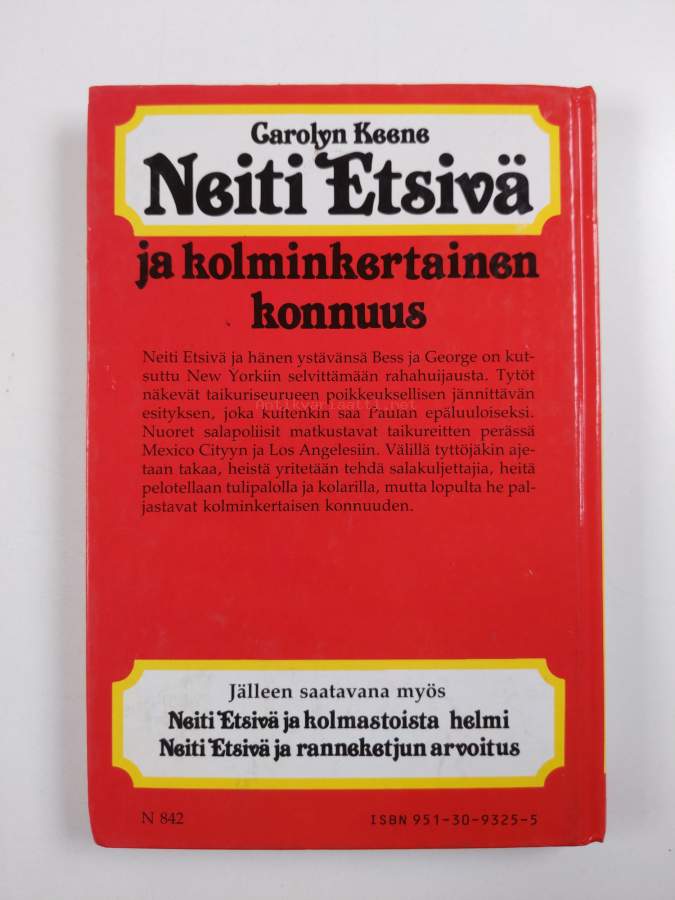 Carolyn Keene
Neiti Etsivä
ja kolminkertainen
konnuus
Neiti Etsivä ja hänen ystävänsä Bess ja George on kut-
suttu New Yorkiin selvittämään rahahuijausta. Tytöt
näkevät taikuriseurueen poikkeuksellisen jännittävän
esityksen, joka kuitenkin saa Paulan epäluuloiseksi.
Nuoret salapoliisit matkustavat taikureitten perässä
Mexico Cityyn ja Los Angelesiin. Välillä tyttöjäkin aje-
taan takaa, heistä yritetään tehdä salakuljettajia, heitä
pelotellaan tulipalolla ja kolarilla, mutta lopulta he pal-
jastavat kolminkertaisen konnuuden.
Jälleen saatavana myös
Neiti Etsivä ja kolmastoista helmi
Neiti Etsivä ja ranneketjun arvoitus
N 842 ISBN 951-30-9325-5